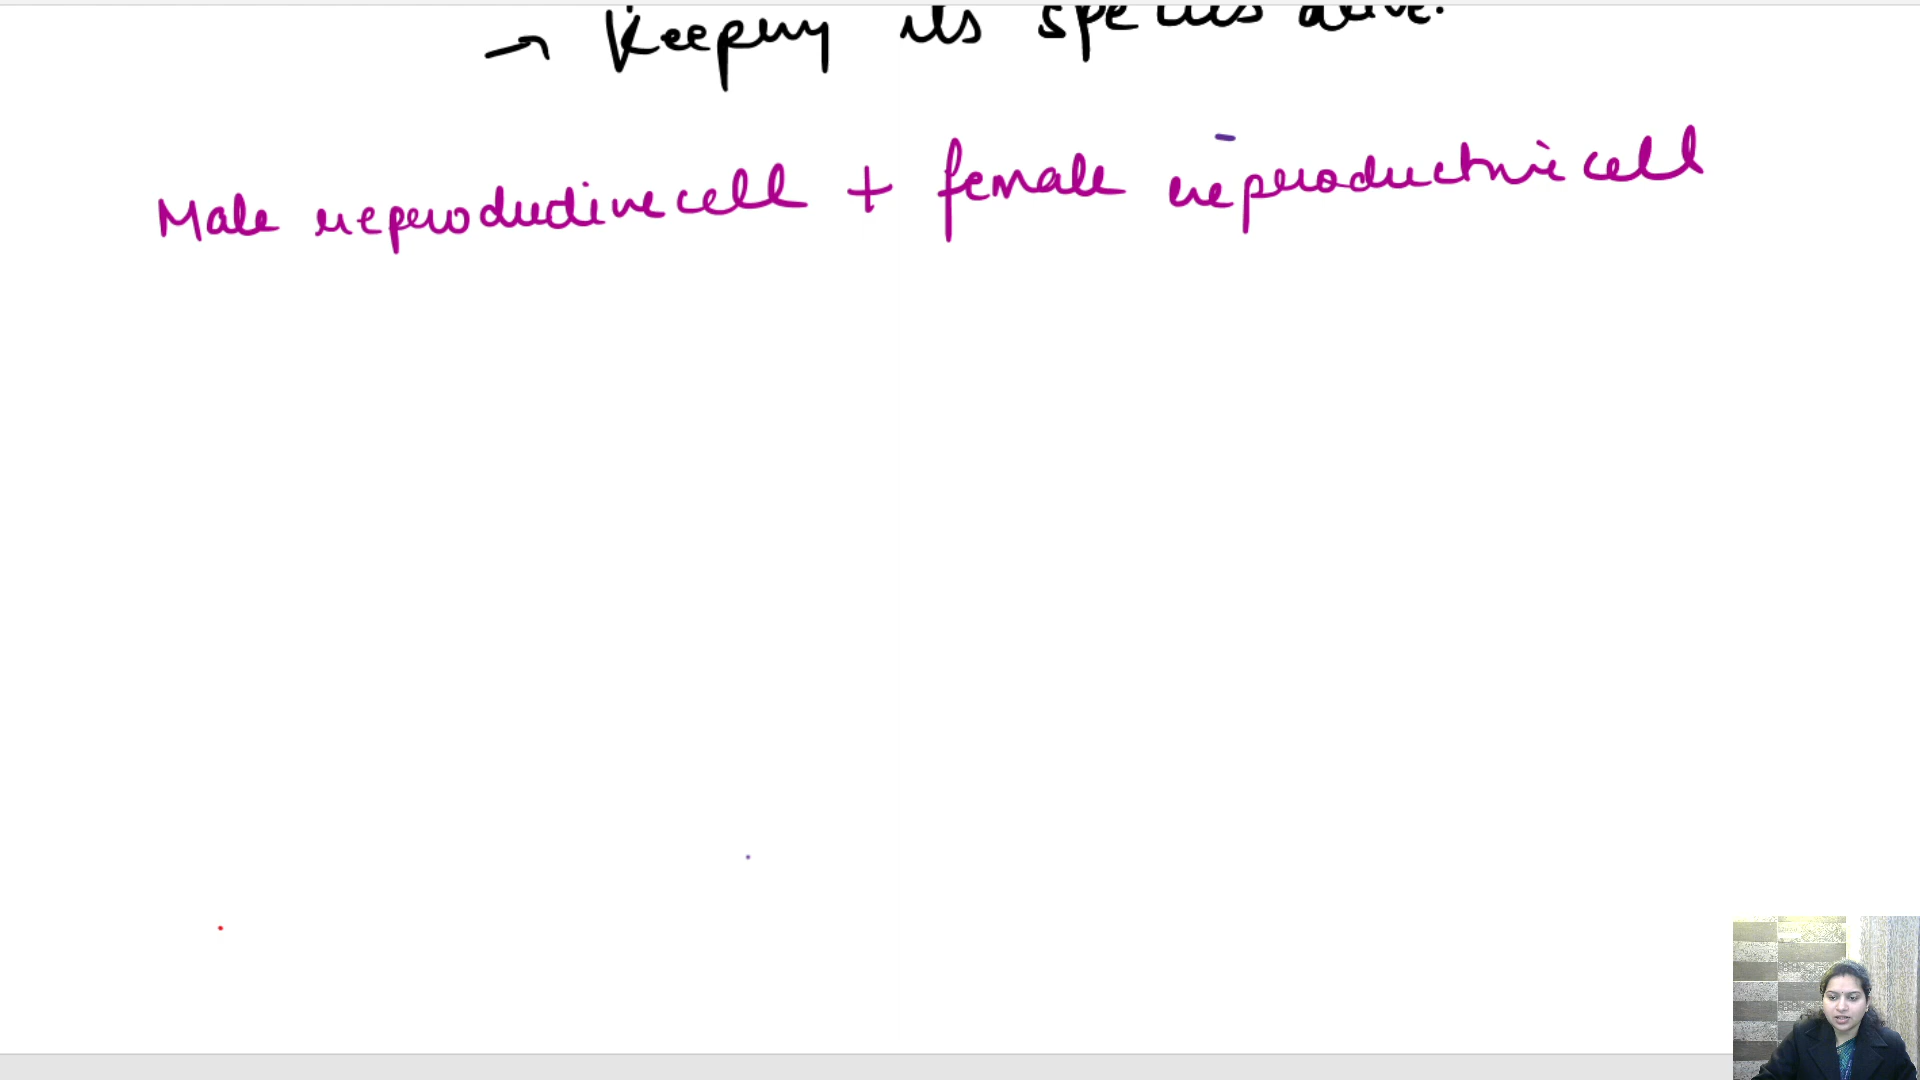 → Keeping its species alive.
Male reproductive cell + female reproductive cell